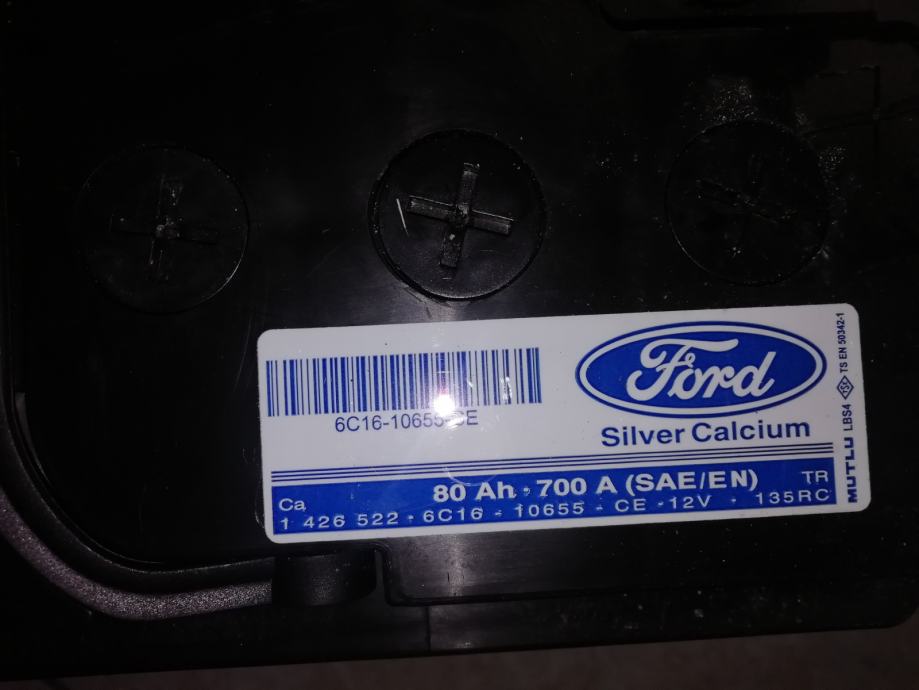 6C16-10655-CE
Ford
Silver Calcium
80 Ah · 700 A (SAE/EN)
Ca
TR
1 426 522 · 6C16 - 10655 - CE · 12V · 135RC
MUTLU LBS4 TSE TS EN 50342-1